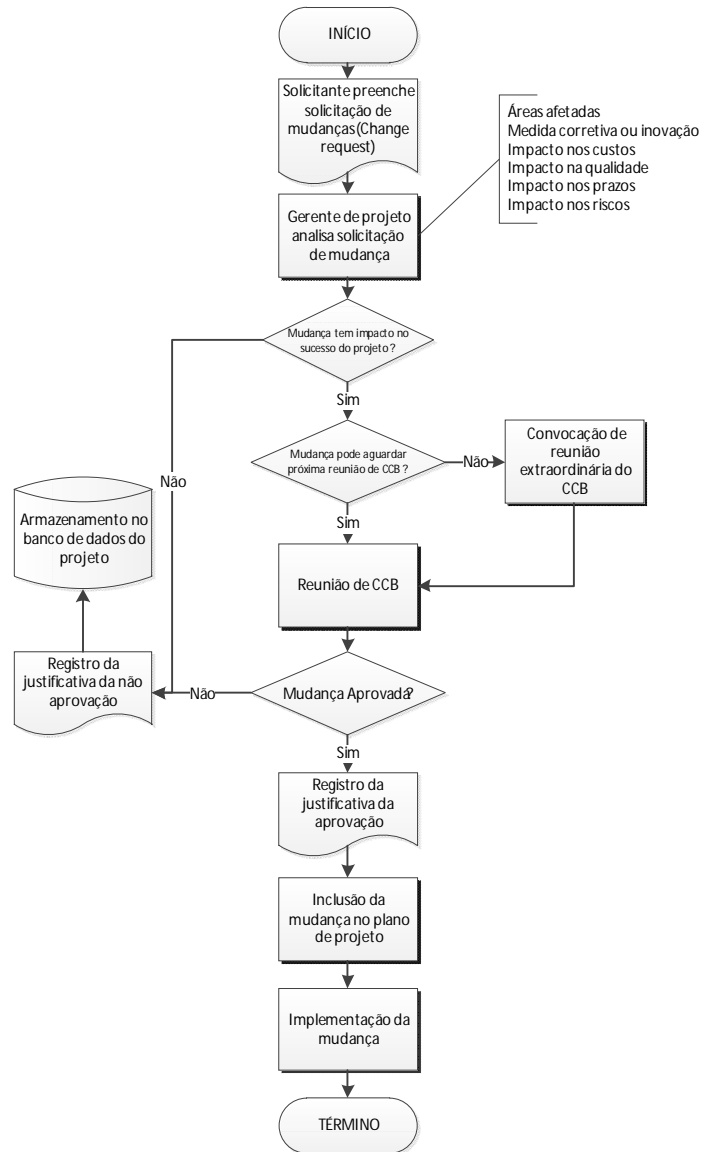 INÍCIO
Solicitante preenche
solicitação de
mudanças(Change
request)
Áreas afetadas
Medida corretiva ou inovação
Impacto nos custos
Impacto na qualidade
Impacto nos prazos
Impacto nos riscos
Gerente de projeto
analisa solicitação
de mudança
Mudança tem impacto no
sucesso do projeto?
Sim
Mudança pode aguardar
próxima reunião de CCB?
Não
Convocação de
reunião
extraordinária do
CCB
Não
Sim
Armazenamento no
banco de dados do
projeto
Reunião de CCB
Registro da
justificativa da não
aprovação
Não
Mudança Aprovada?
Sim
Registro da
justificativa da
aprovação
Inclusão da
mudança no plano
de projeto
Implementação da
mudança
TÉRMINO